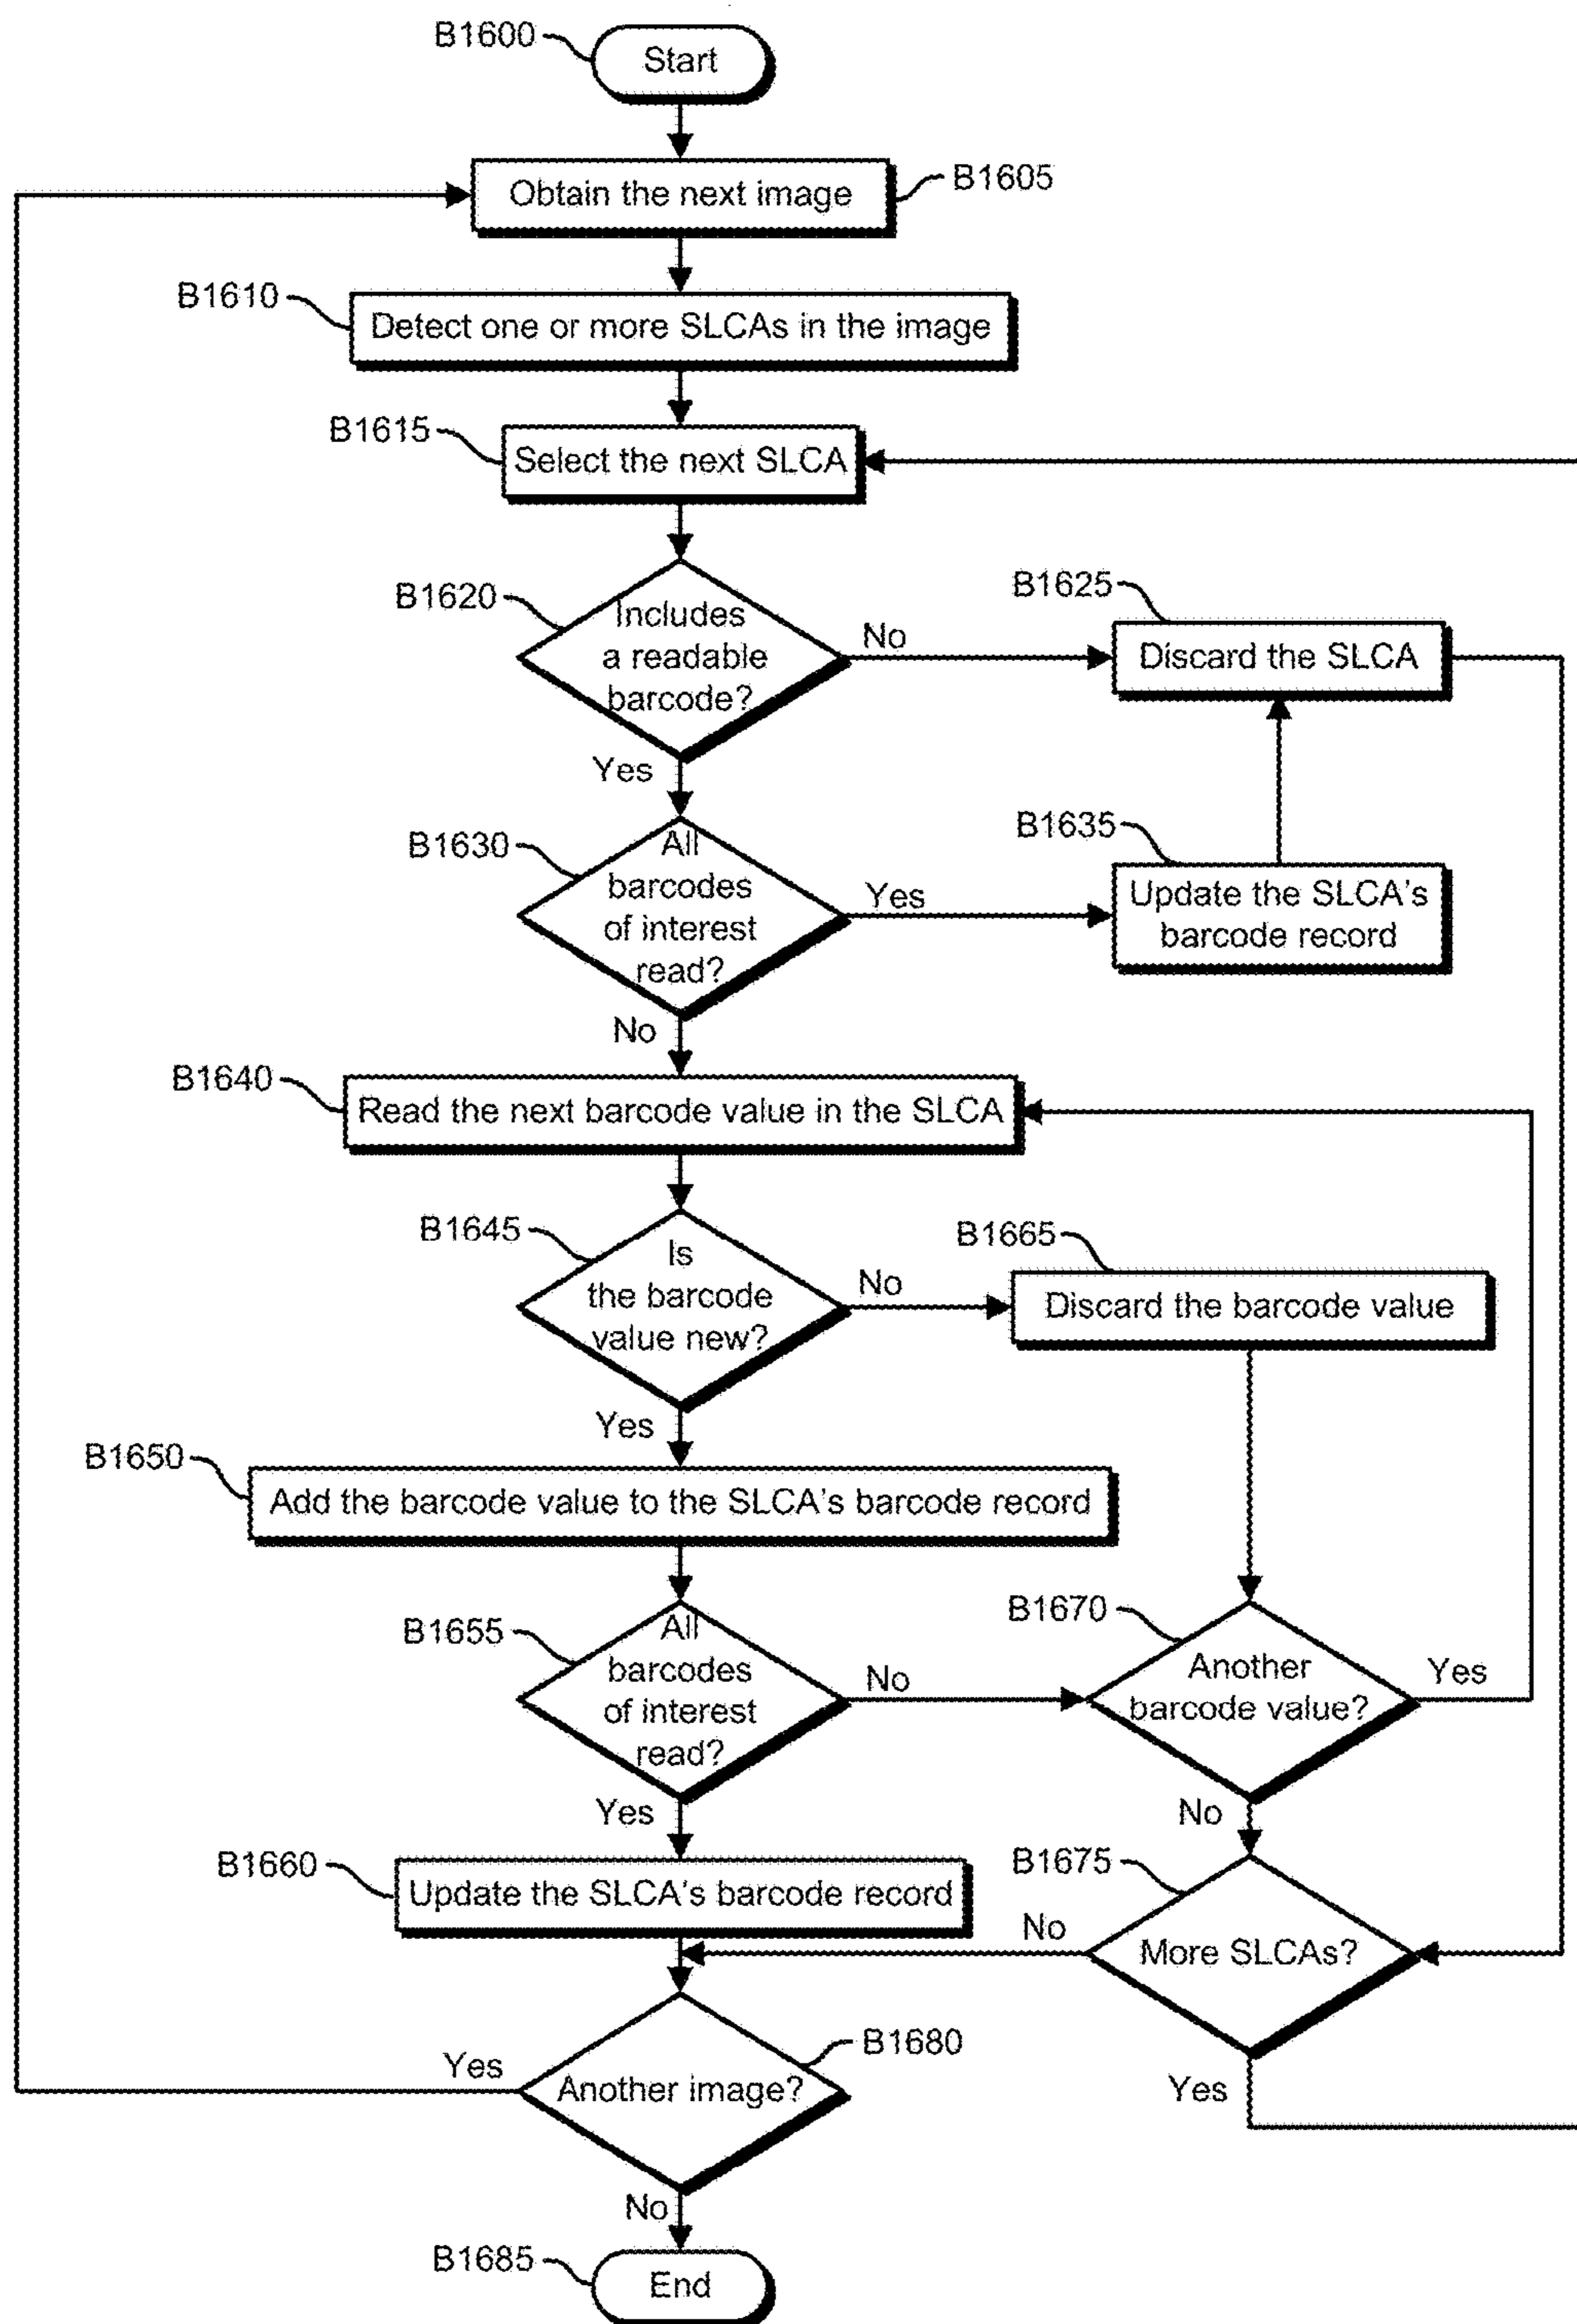 B1600
Start
Obtain the next image
B1605
B1610
Detect one or more SLCAs in the image
B1615
Select the next SLCA
B1620
Includes
a readable
barcode?
No
B1625
Discard the SLCA
Yes
B1630
All
barcodes
of interest
read?
Yes
B1635
Update the SLCA's
barcode record
No
B1640
Read the next barcode value in the SLCA
B1645
Is
the barcode
value new?
No
B1665
Discard the barcode value
Yes
B1650
Add the barcode value to the SLCA's barcode record
B1655
All
barcodes
of interest
read?
No
B1670
Another
barcode value?
Yes
Yes
No
B1660
Update the SLCA's barcode record
B1675
More SLCAs?
No
Yes
B1680
Another image?
Yes
No
B1685
End